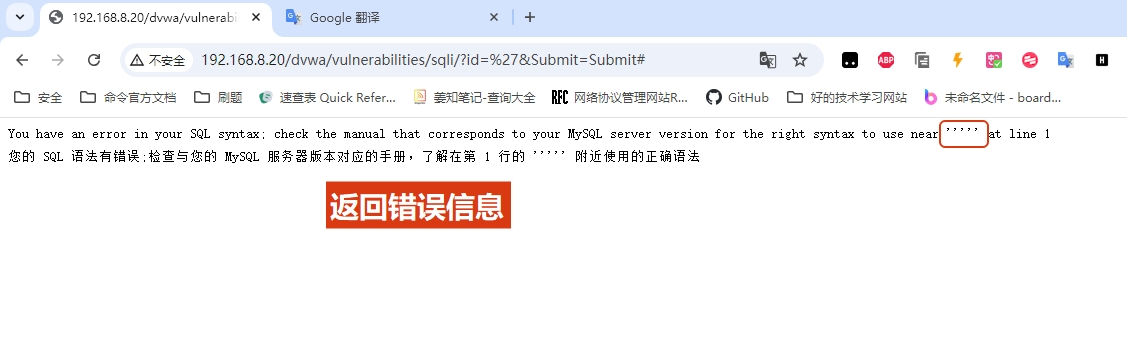 192.168.8.20/dvwa/vulnerabi
Google 翻译
不安全
192.168.8.20/dvwa/vulnerabilities/sqli/?id=%27&Submit=Submit#
ABP
H
安全
命令官方文档
刷题
速查表 Quick Refer...
姜知笔记-查询大全
RFC 网络协议管理网站R...
GitHub
好的技术学习网站
未命名文件 - board...
You have an error in your SQL syntax; check the manual that corresponds to your MySQL server version for the right syntax to use near ''''' at line 1
您的 SQL 语法有错误;检查与您的 MySQL 服务器版本对应的手册，了解在第 1 行的 ''''' 附近使用的正确语法
返回错误信息